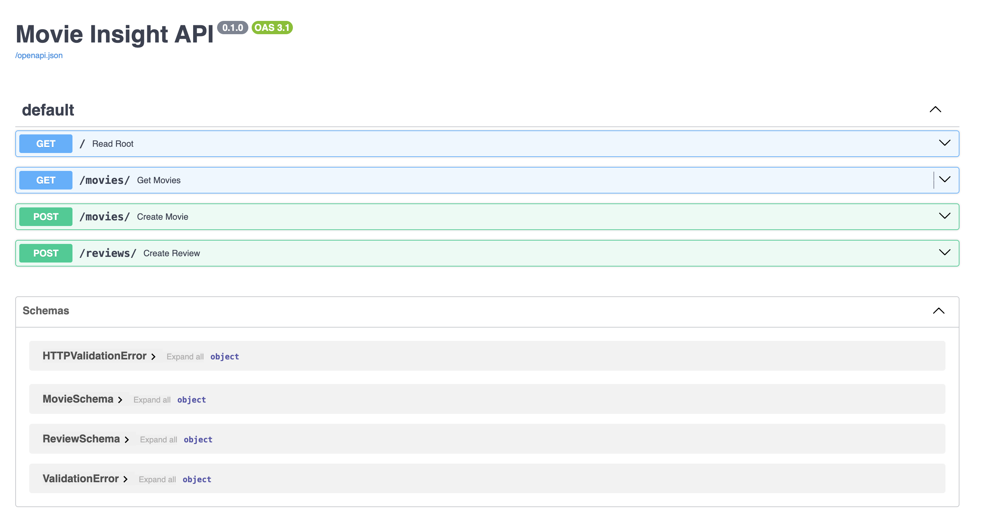 Movie Insight API 0.1.0 OAS 3.1
/openapi.json
default
GET / Read Root
GET /movies/ Get Movies
POST /movies/ Create Movie
POST /reviews/ Create Review
Schemas
HTTPValidationError Expand all object
MovieSchema Expand all object
ReviewSchema Expand all object
ValidationError Expand all object